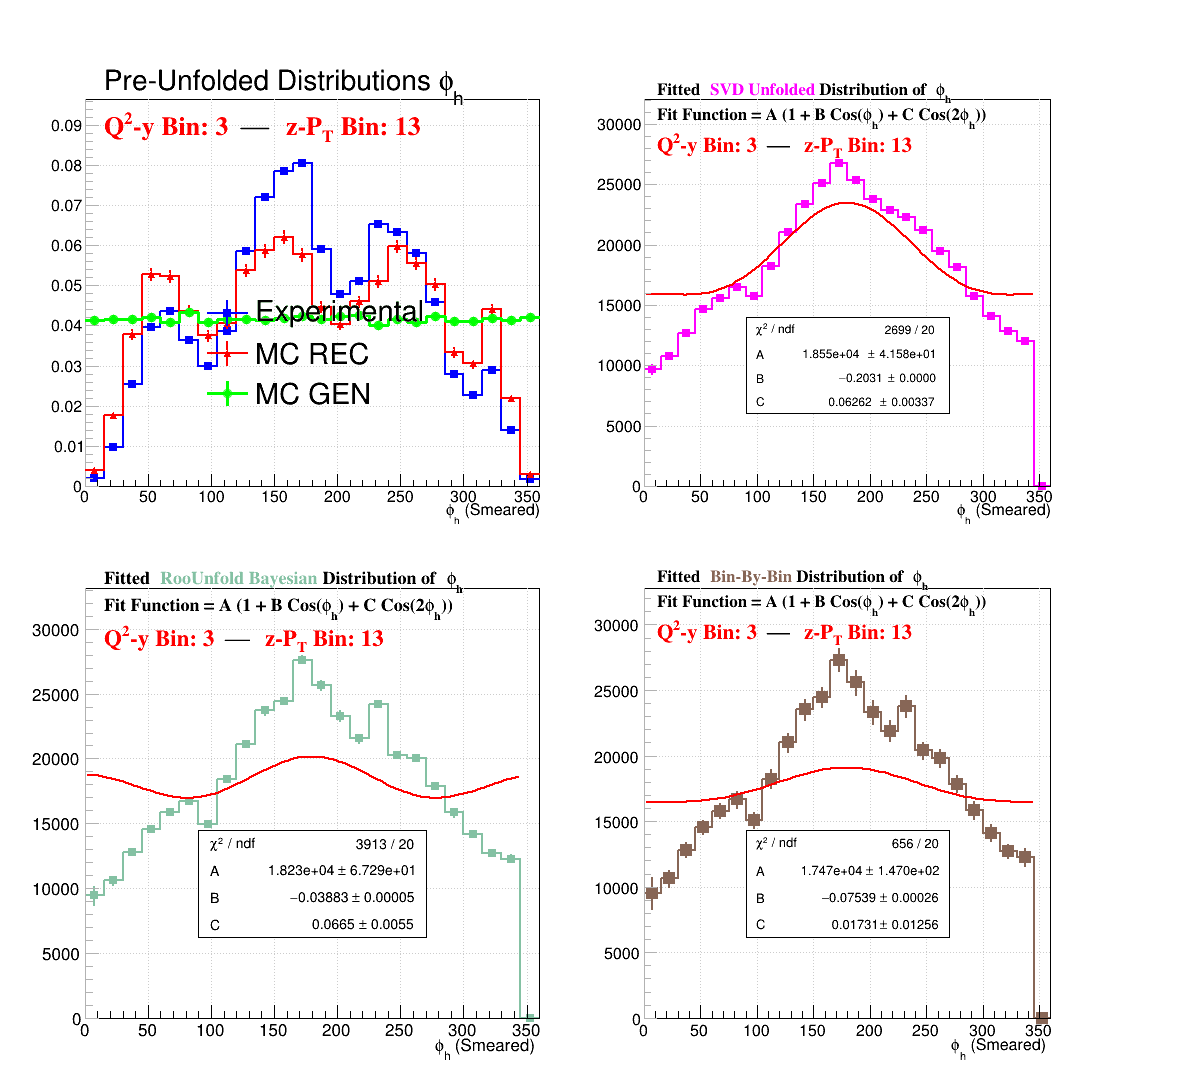 Pre-Unfolded Distributions ϕh
Q²-y Bin: 3 — z-PT Bin: 13
0.09
0.08
0.07
0.06
0.05
0.04
0.03
0.02
0.01
0
Experimental
MC REC
MC GEN
0 50 100 150 200 250 300 350
ϕh (Smeared)
Fitted SVD Unfolded Distribution of ϕh
Fit Function = A (1 + B Cos(ϕh) + C Cos(2ϕh))
Q²-y Bin: 3 — z-PT Bin: 13
30000
25000
20000
15000
10000
5000
0
χ² / ndf 2699 / 20
A 1.855e+04 ± 4.158e+01
B −0.2031 ± 0.0000
C 0.06262 ± 0.00337
0 50 100 150 200 250 300 350
ϕh (Smeared)
Fitted RooUnfold Bayesian Distribution of ϕh
Fit Function = A (1 + B Cos(ϕh) + C Cos(2ϕh))
Q²-y Bin: 3 — z-PT Bin: 13
30000
25000
20000
15000
10000
5000
0
χ² / ndf 3913 / 20
A 1.823e+04 ± 6.729e+01
B −0.03883 ± 0.00005
C 0.0665 ± 0.0055
0 50 100 150 200 250 300 350
ϕh (Smeared)
Fitted Bin-By-Bin Distribution of ϕh
Fit Function = A (1 + B Cos(ϕh) + C Cos(2ϕh))
Q²-y Bin: 3 — z-PT Bin: 13
30000
25000
20000
15000
10000
5000
0
χ² / ndf 656 / 20
A 1.747e+04 ± 1.470e+02
B −0.07539 ± 0.00026
C 0.01731 ± 0.01256
0 50 100 150 200 250 300 350
ϕh (Smeared)